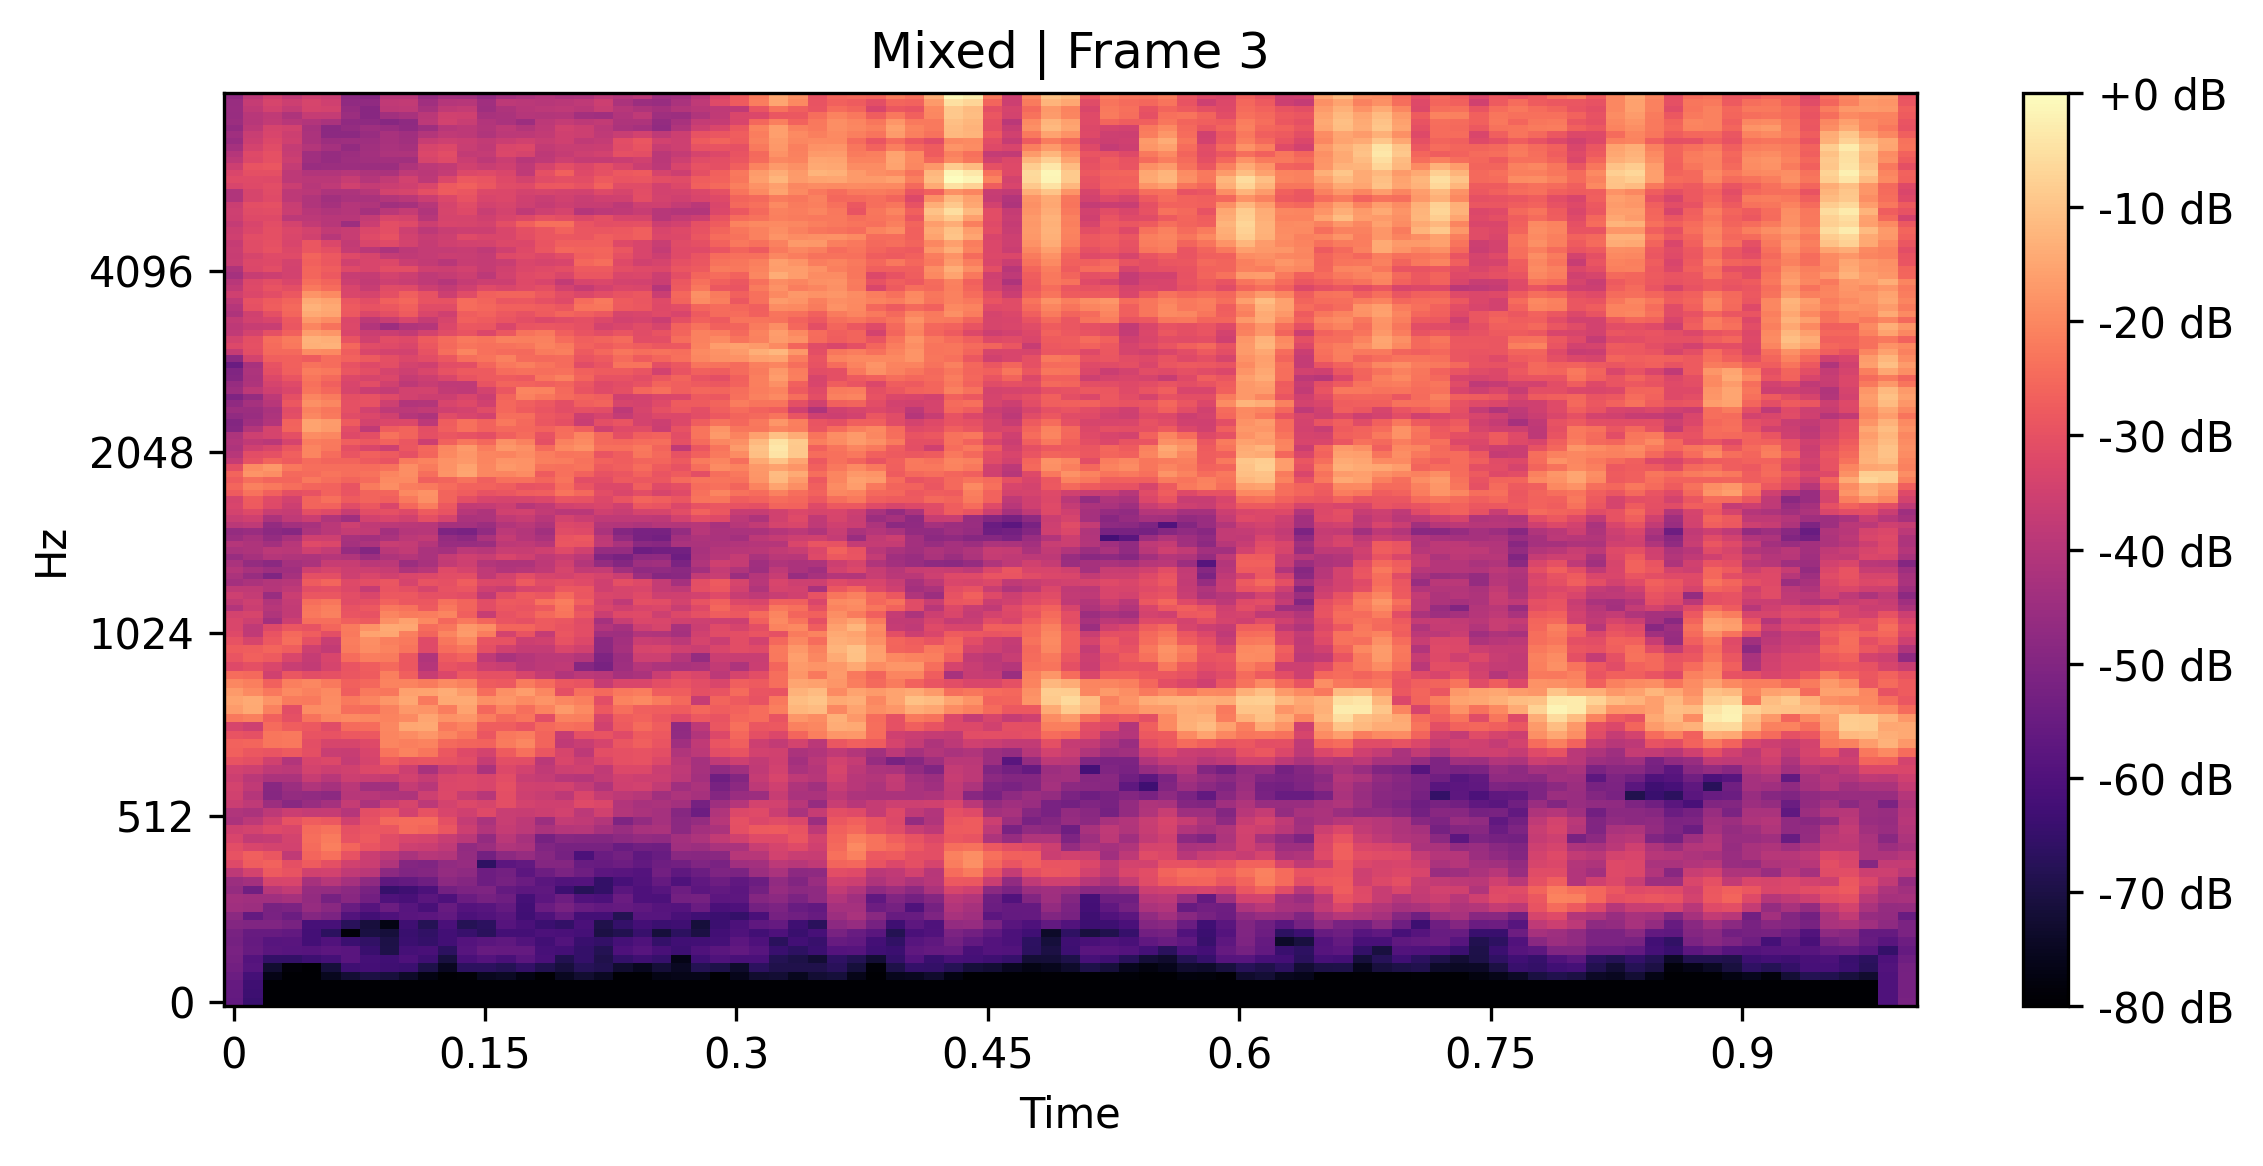 Mixed | Frame 3
Hz
4096
2048
1024
512
0
0 0.15 0.3 0.45 0.6 0.75 0.9
Time
+0 dB
-10 dB
-20 dB
-30 dB
-40 dB
-50 dB
-60 dB
-70 dB
-80 dB